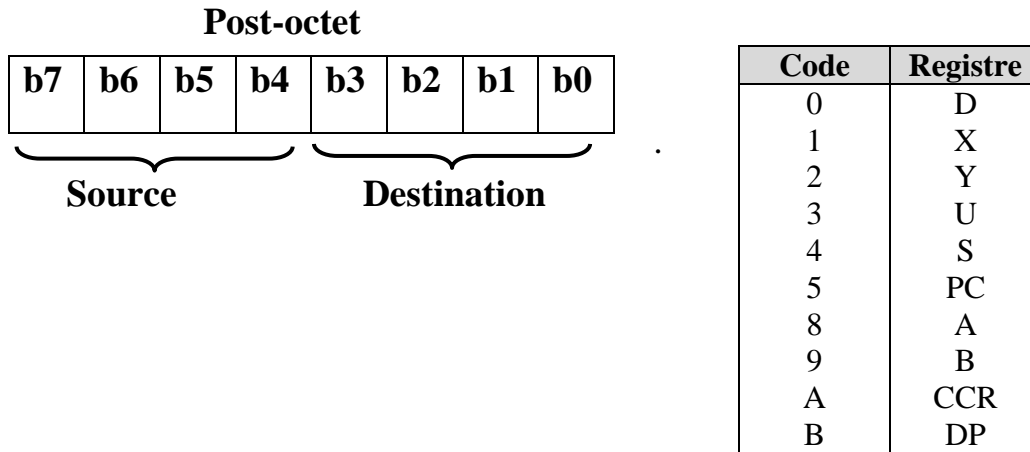 Post-octet
b7 b6 b5 b4 b3 b2 b1 b0
Source Destination
.
Code Registre
0 D
1 X
2 Y
3 U
4 S
5 PC
8 A
9 B
A CCR
B DP